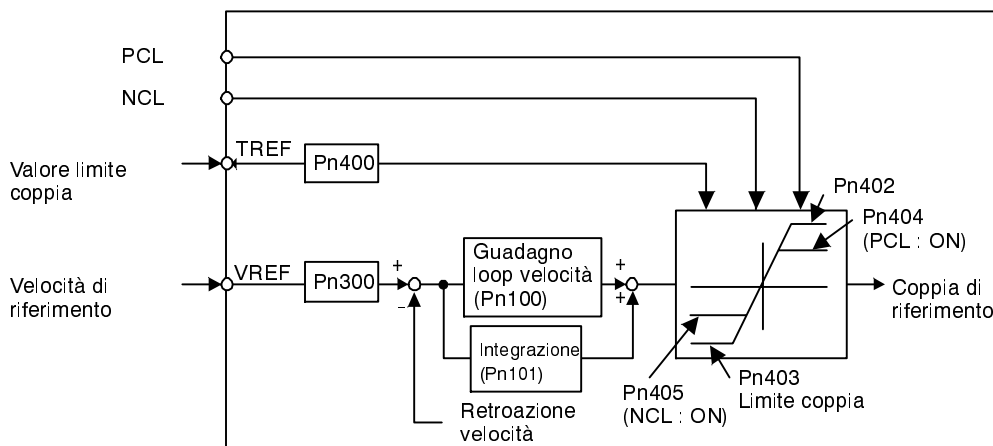 PCL
NCL
TREF
Pn400
Valore limite
coppia
Pn402
Pn404
(PCL : ON)
Velocità di
riferimento
VREF
Pn300
+
−
Guadagno
loop velocità
(Pn100)
+
+
Integrazione
(Pn101)
Coppia di
riferimento
Pn405
(NCL : ON)
Pn403
Limite coppia
Retroazione
velocità